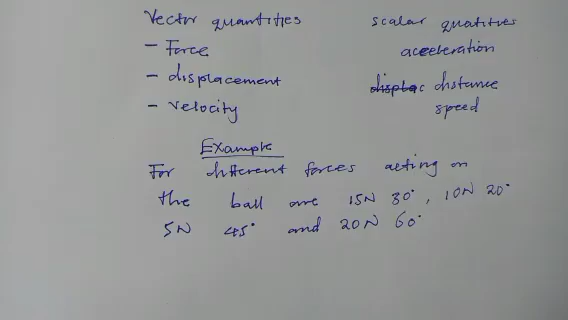 Vector quantities scalar quatities
- Force acceleration
- displacement distance
- velocity speed
Example
For different forces acting on
the ball are 15N 30°, 10N 20°
5N 45° and 20N 60°